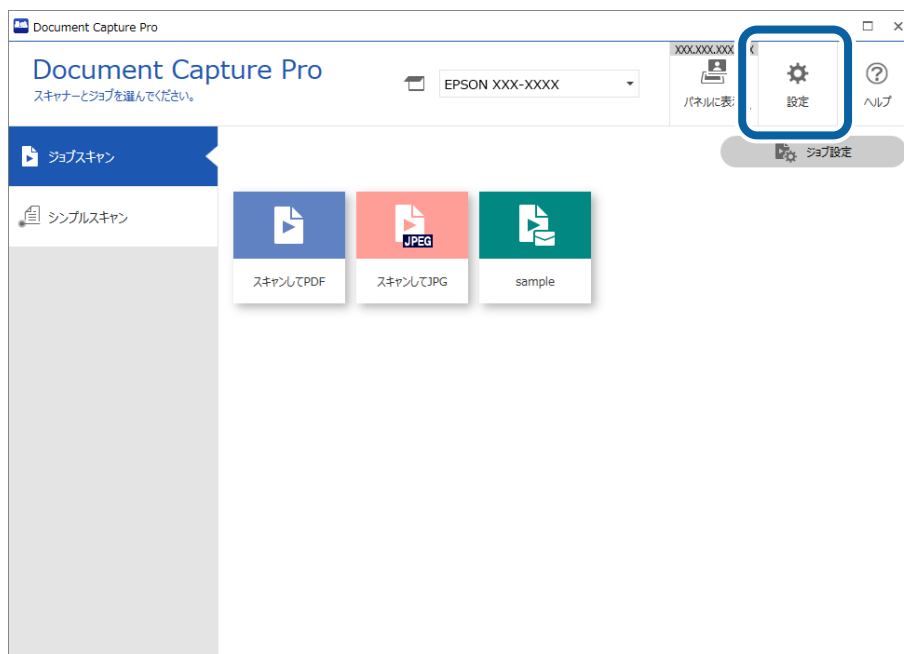 Document Capture Pro
Document Capture Pro
スキャナーとジョブを選んでください。
EPSON XXX-XXXX
XXX.XXX.XXX
パネルに表
設定
ヘルプ
ジョブスキャン
ジョブ設定
シンプルスキャン
JPEG
スキャンしてPDF
スキャンしてJPG
sample